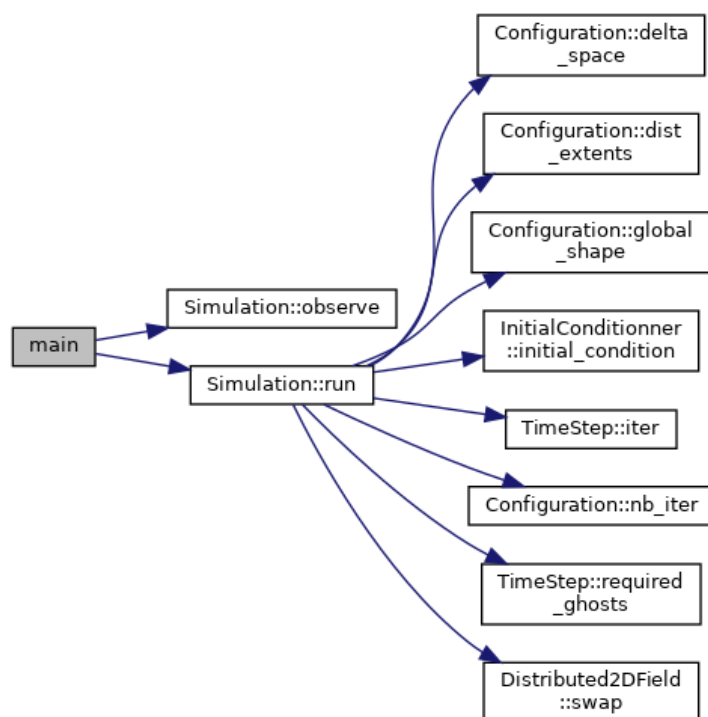 Configuration::delta
_space
Configuration::dist
_extents
Configuration::global
_shape
Simulation::observe
InitialConditionner
::initial_condition
main
Simulation::run
TimeStep::iter
Configuration::nb_iter
TimeStep::required
_ghosts
Distributed2DField
::swap